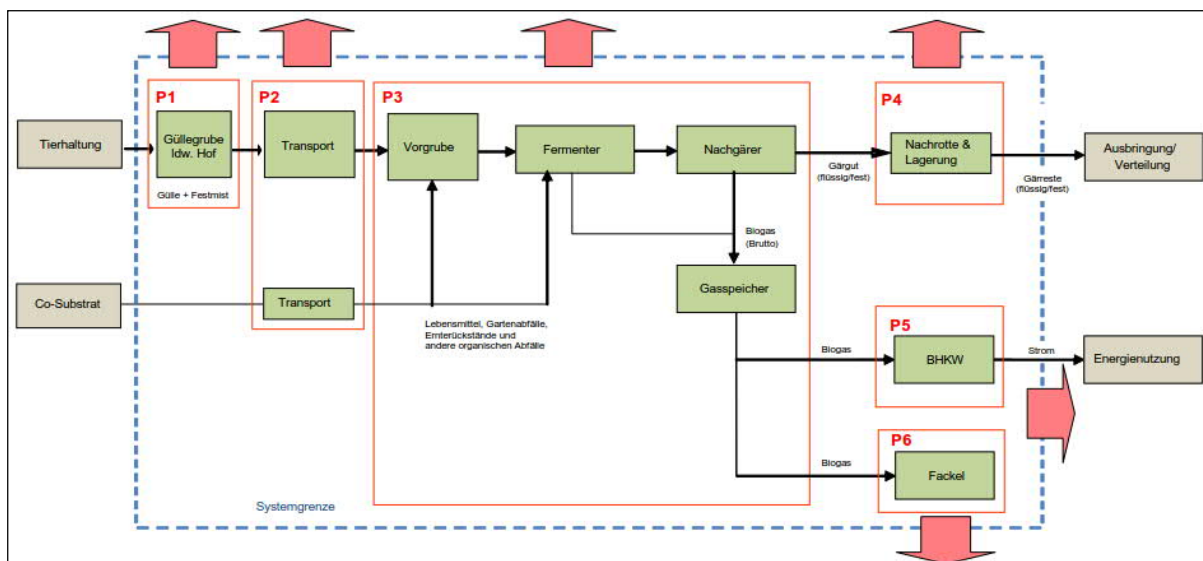 P1
P2
P3
P4
Tierhaltung
Güllegrube
ldw. Hof
Transport
Vorgrube
Fermenter
Nachgärer
Gärgut
(flüssig/fest)
Nachrotte &
Lagerung
Gärreste
(flüssig/fest)
Ausbringung/
Verteilung
Gülle + Festmist
Biogas
(Brutto)
Co-Substrat
Transport
Gasspeicher
Lebensmittel, Gartenabfälle,
Ernterückstände und
andere organischen Abfälle
P5
Biogas
BHKW
Strom
Energienutzung
P6
Biogas
Fackel
Systemgrenze